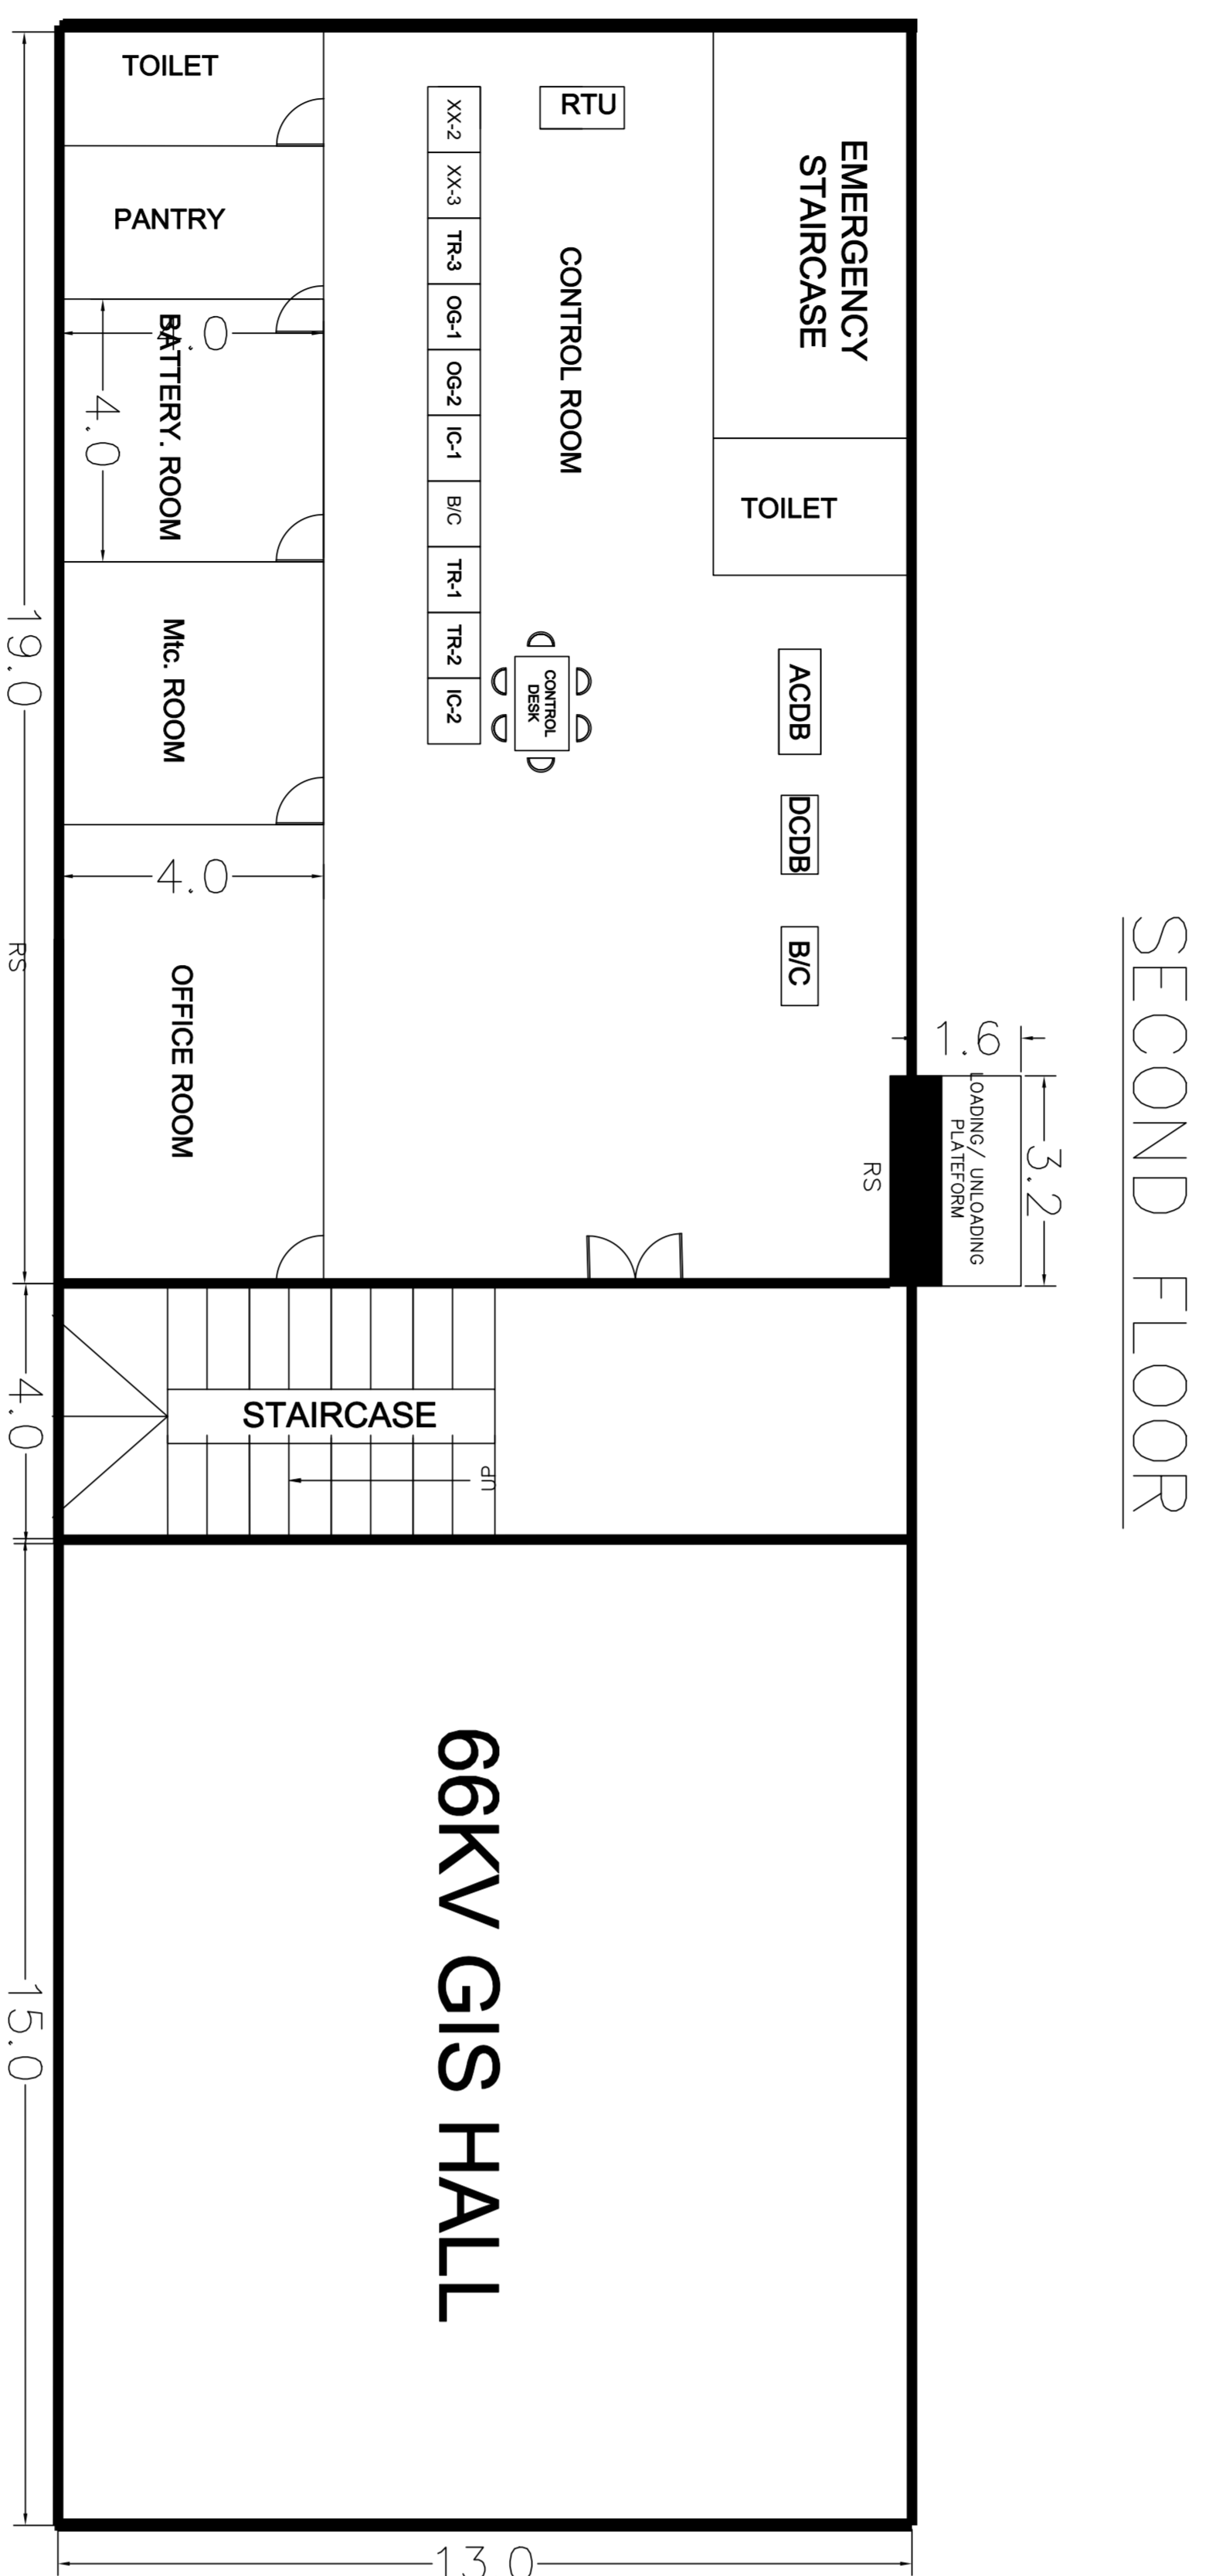 SECOND FLOOR
TOILET
PANTRY
BATTERY. ROOM
4.0
4.0
Mtc. ROOM
4.0
OFFICE ROOM
XX-2
XX-3
TR-3
OG-1
OG-2
IC-1
B/C
TR-1
TR-2
IC-2
RTU
CONTROL ROOM
CONTROL
DESK
EMERGENCY
STAIRCASE
TOILET
ACDB
DCDB
B/C
1.6
3.2
LOADING/ UNLOADING
PLATEFORM
RS
RS
STAIRCASE
UP
66KV GIS HALL
19.0
4.0
15.0
13.0